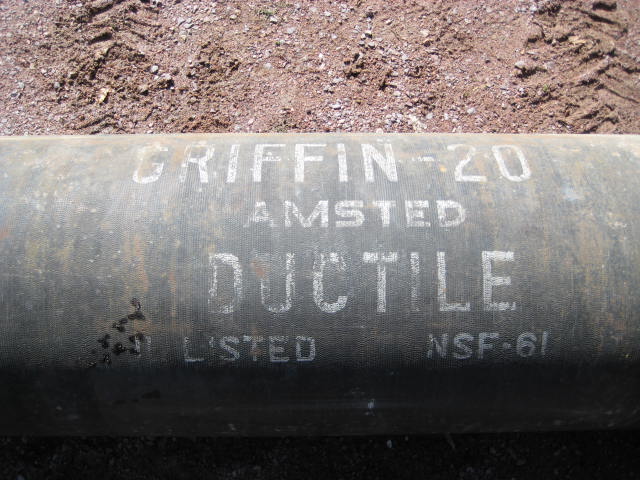 GRIFFIN-20
AMSTED
DUCTILE
LISTED NSF-61